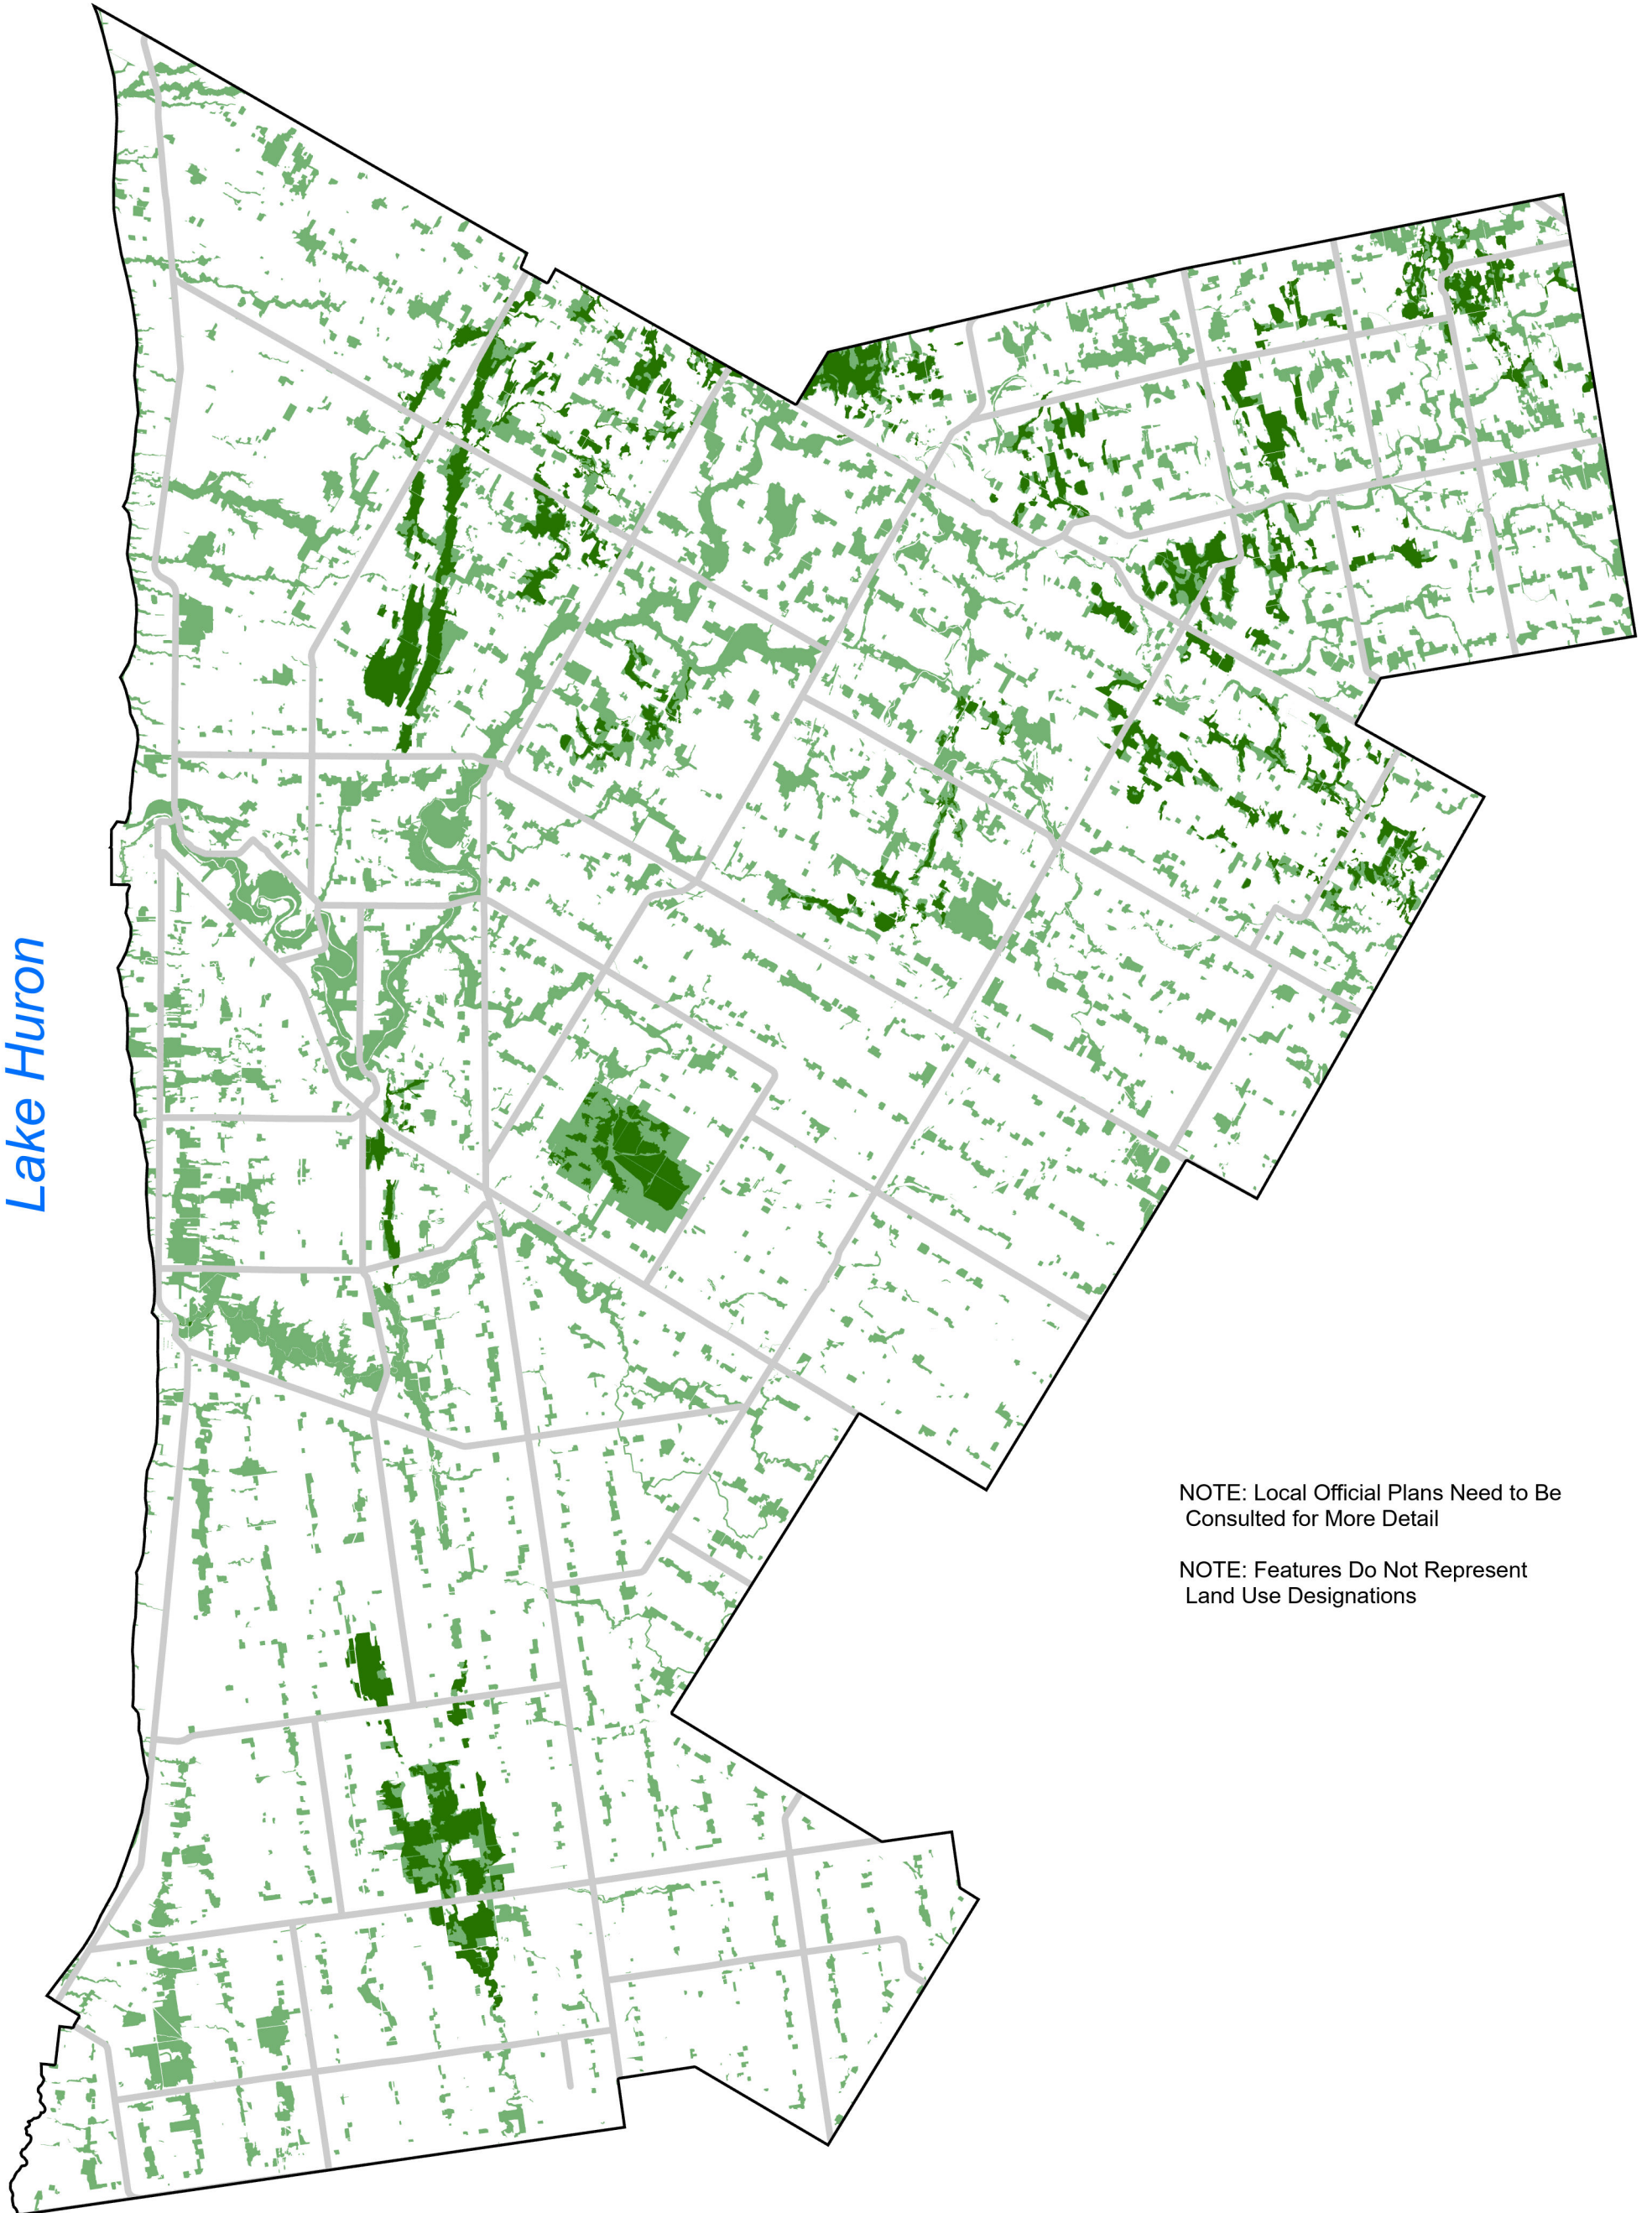 Lake Huron
NOTE: Local Official Plans Need to Be
Consulted for More Detail
NOTE: Features Do Not Represent
Land Use Designations